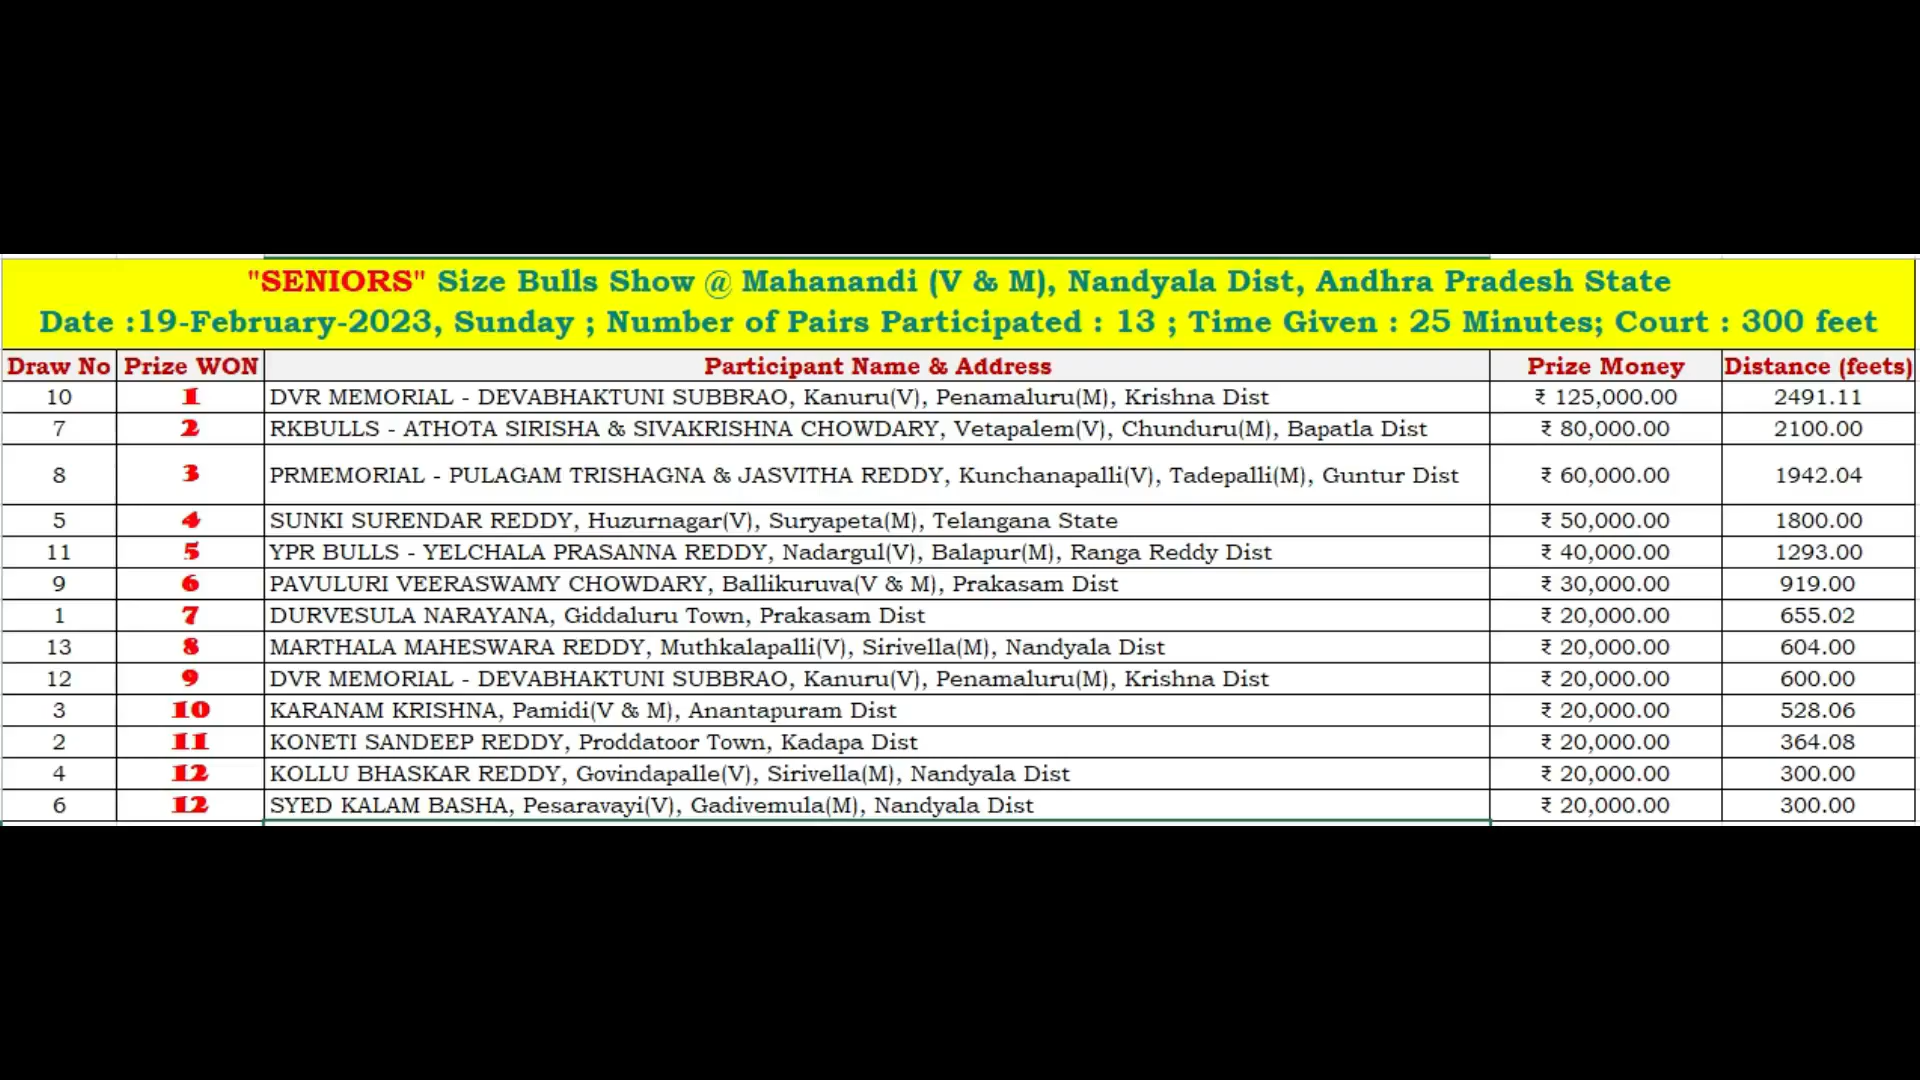 "SENIORS" Size Bulls Show @ Mahanandi (V & M), Nandyala Dist, Andhra Pradesh State
Date :19-February-2023, Sunday ; Number of Pairs Participated : 13 ; Time Given : 25 Minutes; Court : 300 feet
Draw No Prize WON Participant Name & Address Prize Money Distance (feets)
10 1 DVR MEMORIAL - DEVABHAKTUNI SUBBRAO, Kanuru(V), Penamaluru(M), Krishna Dist ₹ 125,000.00 2491.11
7 2 RKBULLS - ATHOTA SIRISHA & SIVAKRISHNA CHOWDARY, Vetapalem(V), Chunduru(M), Bapatla Dist ₹ 80,000.00 2100.00
8 3 PRMEMORIAL - PULAGAM TRISHAGNA & JASVITHA REDDY, Kunchanapalli(V), Tadepalli(M), Guntur Dist ₹ 60,000.00 1942.04
5 4 SUNKI SURENDAR REDDY, Huzurnagar(V), Suryapeta(M), Telangana State ₹ 50,000.00 1800.00
11 5 YPR BULLS - YELCHALA PRASANNA REDDY, Nadargul(V), Balapur(M), Ranga Reddy Dist ₹ 40,000.00 1293.00
9 6 PAVULURI VEERASWAMY CHOWDARY, Ballikuruva(V & M), Prakasam Dist ₹ 30,000.00 919.00
1 7 DURVESULA NARAYANA, Giddaluru Town, Prakasam Dist ₹ 20,000.00 655.02
13 8 MARTHALA MAHESWARA REDDY, Muthkalapalli(V), Sirivella(M), Nandyala Dist ₹ 20,000.00 604.00
12 9 DVR MEMORIAL - DEVABHAKTUNI SUBBRAO, Kanuru(V), Penamaluru(M), Krishna Dist ₹ 20,000.00 600.00
3 10 KARANAM KRISHNA, Pamidi(V & M), Anantapuram Dist ₹ 20,000.00 528.06
2 11 KONETI SANDEEP REDDY, Proddatoor Town, Kadapa Dist ₹ 20,000.00 364.08
4 12 KOLLU BHASKAR REDDY, Govindapalle(V), Sirivella(M), Nandyala Dist ₹ 20,000.00 300.00
6 12 SYED KALAM BASHA, Pesaravayi(V), Gadivemula(M), Nandyala Dist ₹ 20,000.00 300.00